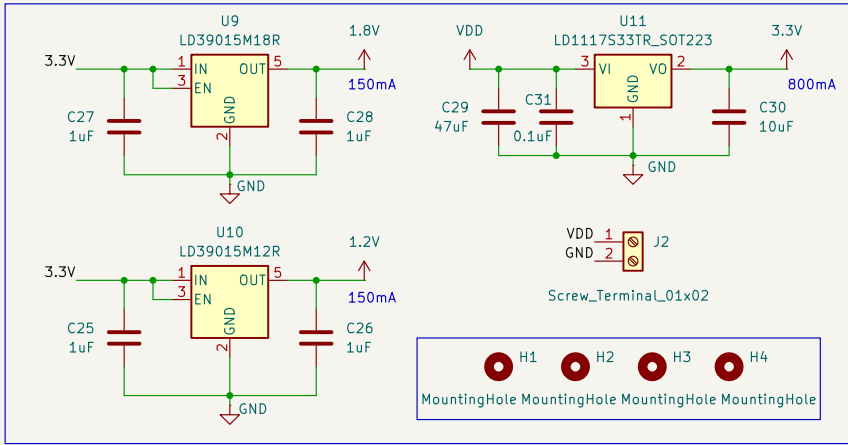 U9
LD39015M18R
1.8V
3.3V
1 IN OUT 5
3 EN
GND
2
150mA
C27
1uF
C28
1uF
GND
U11
LD1117S33TR_SOT223
VDD
3.3V
3 VI VO 2
GND
1
800mA
C29
47uF
C31
0.1uF
C30
10uF
GND
U10
LD39015M12R
1.2V
3.3V
1 IN OUT 5
3 EN
GND
2
150mA
C25
1uF
C26
1uF
GND
VDD 1
GND 2
J2
Screw_Terminal_01x02
H1 H2 H3 H4
MountingHole MountingHole MountingHole MountingHole